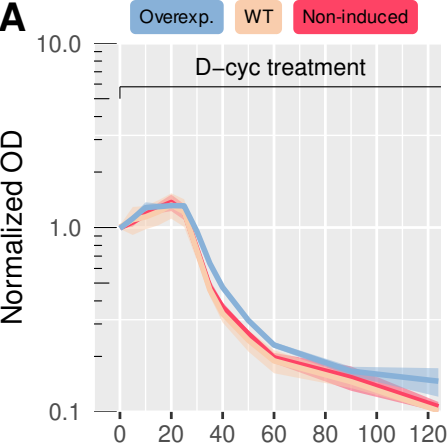 A
Overexp. WT Non-induced
D−cyc treatment
Normalized OD
10.0
1.0
0.1
0 20 40 60 80 100 120